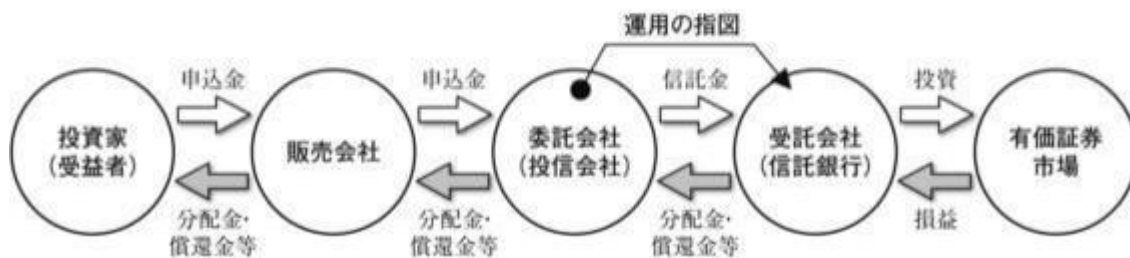 運用の指図
申込金
申込金
信託金
投資
投資家
(受益者)
販売会社
委託会社
(投信会社)
受託会社
(信託銀行)
有価証券
市場
分配金・
償還金等
分配金・
償還金等
分配金・
償還金等
損益